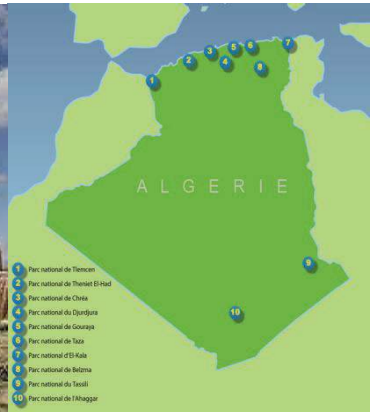 7
5
6
3
2
4
8
1
ALGERIE
9
10
1 Parc national de Tlemcen
2 Parc national de Theniet El-Had
3 Parc national de Chréa
4 Parc national du Djurdjura
5 Parc national de Gouraya
6 Parc national de Taza
7 Parc national d'El-Kala
8 Parc national de Belzma
9 Parc national du Tassili
10 Parc national de l'Ahaggar